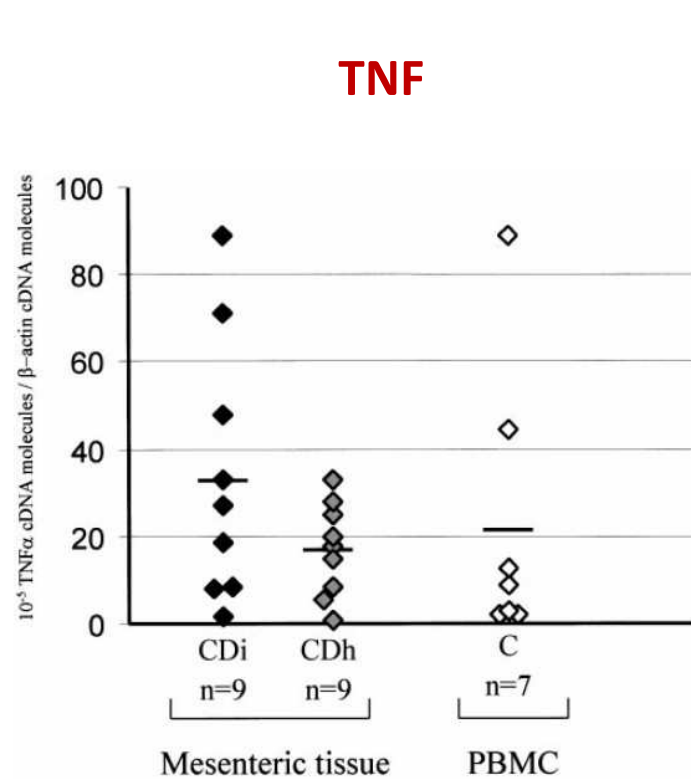 TNF
10⁻⁵ TNFα cDNA molecules / β–actin cDNA molecules
100
80
60
40
20
0
CDi CDh C
n=9 n=9 n=7
Mesenteric tissue PBMC